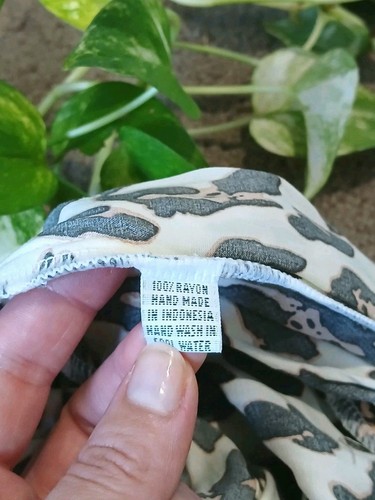 100% RAYON
HAND MADE
IN INDONESIA
HAND WASH IN
COOL WATER